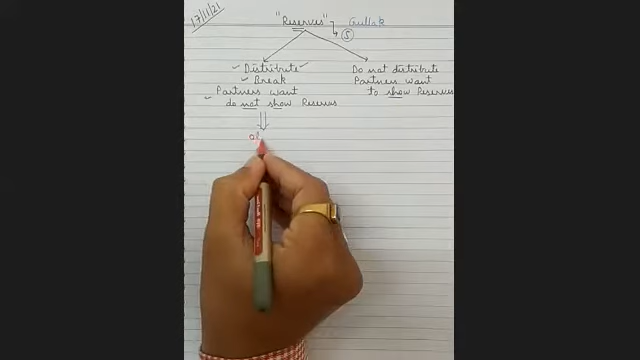 17/11/21
"Reserves" Gullak
5
Distribute
Break
Partners want
do not show Reserves
Do not distribute
Partners want
to show Reserves